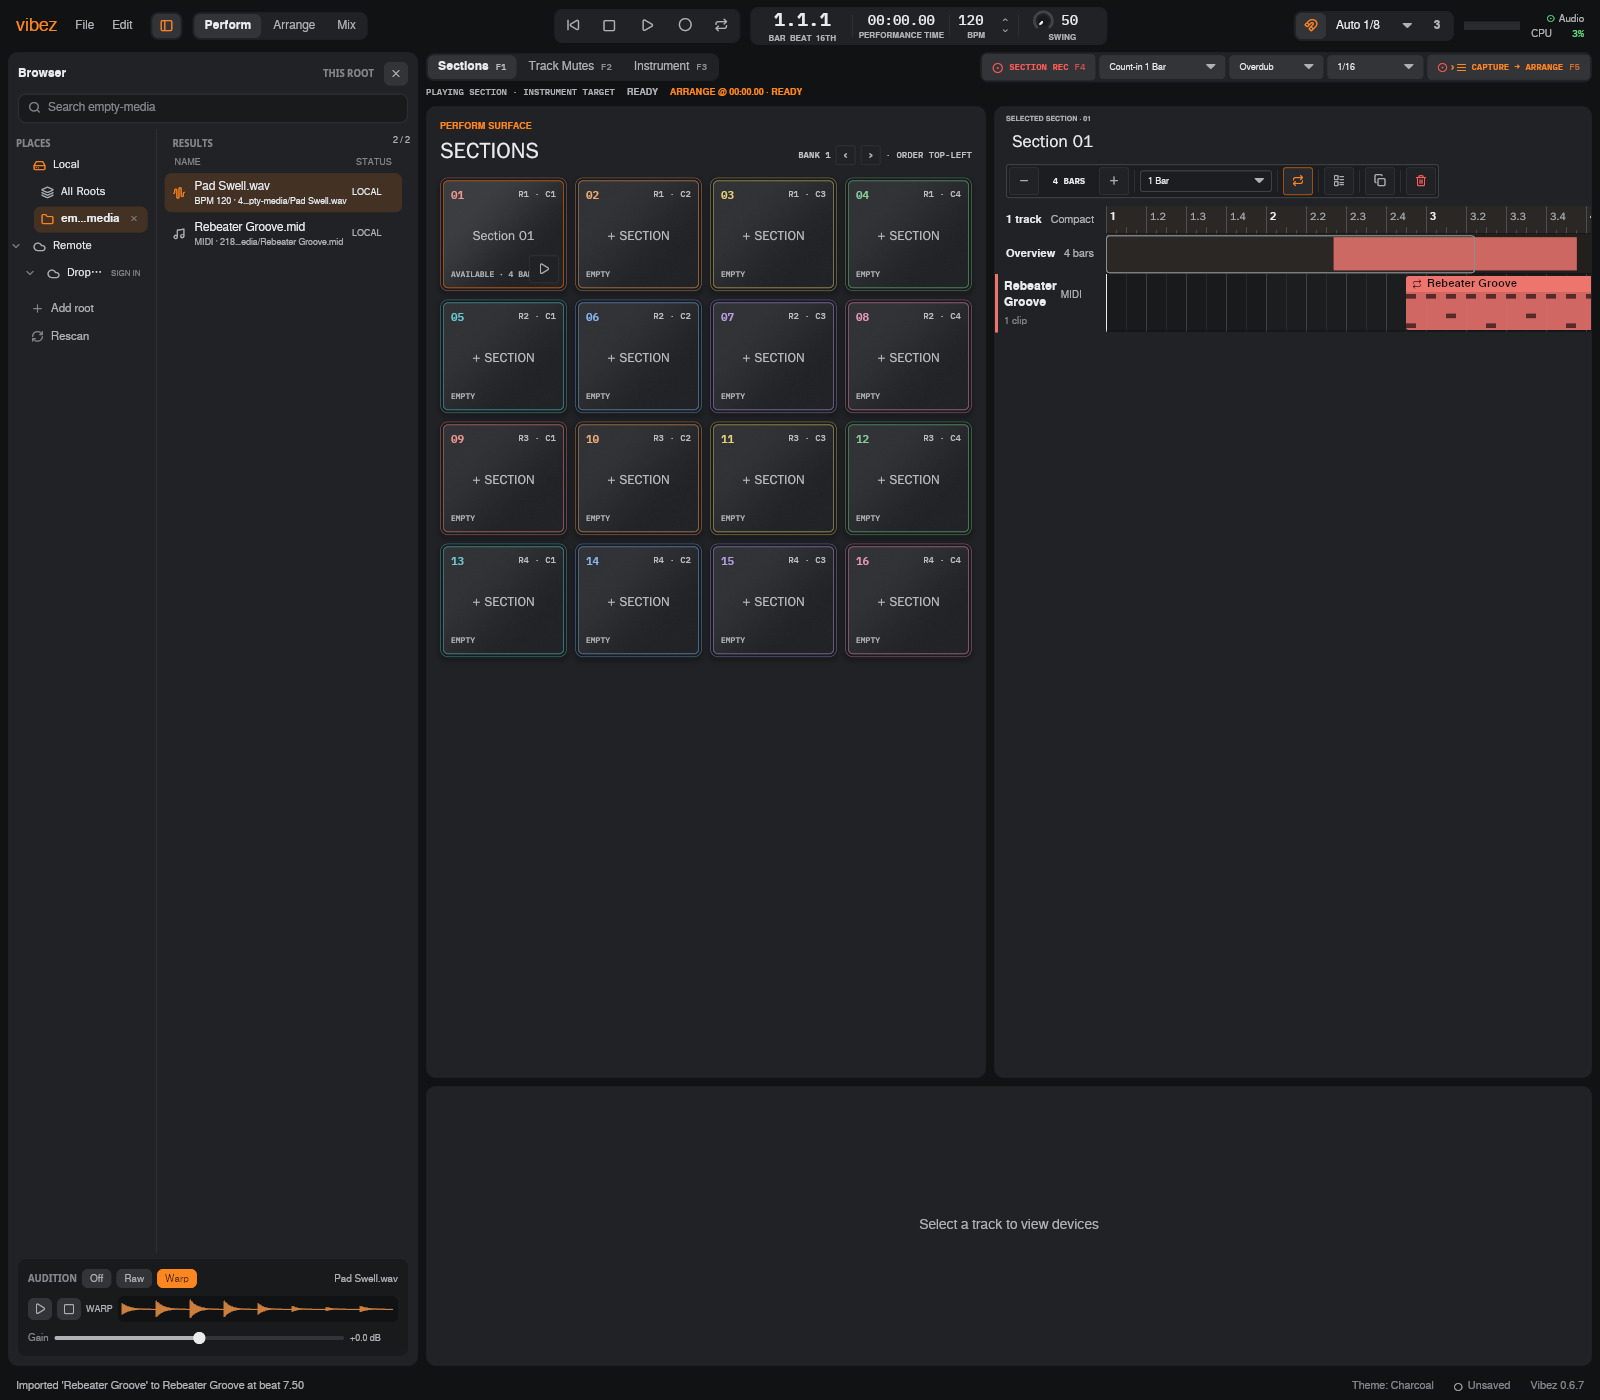 vibez File Edit Perform Arrange Mix
1.1.1 00:00.00 120 50
BAR BEAT 16TH PERFORMANCE TIME BPM SWING
Auto 1/8 3 Audio
CPU 3%
Browser THIS ROOT
Search empty-media
PLACES
Local
All Roots
em...media
Remote
Drop··· SIGN IN
Add root
Rescan
RESULTS 2/2
NAME STATUS
Pad Swell.wav LOCAL
BPM 120 · 4...pty-media/Pad Swell.wav
Rebeater Groove.mid LOCAL
MIDI · 218...edia/Rebeater Groove.mid
AUDITION Off Raw Warp Pad Swell.wav
WARP
Gain +0.0 dB
Sections F1 Track Mutes F2 Instrument F3
SECTION REC F4 Count-in 1 Bar Overdub 1/16 CAPTURE → ARRANGE F5
PLAYING SECTION · INSTRUMENT TARGET READY ARRANGE @ 00:00.00 · READY
PERFORM SURFACE
SECTIONS BANK 1 ‹ › · ORDER TOP-LEFT
01 R1 · C1 02 R1 · C2 03 R1 · C3 04 R1 · C4
Section 01 + SECTION + SECTION + SECTION
AVAILABLE · 4 BA EMPTY EMPTY EMPTY
05 R2 · C1 06 R2 · C2 07 R2 · C3 08 R2 · C4
+ SECTION + SECTION + SECTION + SECTION
EMPTY EMPTY EMPTY EMPTY
09 R3 · C1 10 R3 · C2 11 R3 · C3 12 R3 · C4
+ SECTION + SECTION + SECTION + SECTION
EMPTY EMPTY EMPTY EMPTY
13 R4 · C1 14 R4 · C2 15 R4 · C3 16 R4 · C4
+ SECTION + SECTION + SECTION + SECTION
EMPTY EMPTY EMPTY EMPTY
SELECTED SECTION · 01
Section 01
4 BARS 1 Bar
1 track Compact 1 1.2 1.3 1.4 2 2.2 2.3 2.4 3 3.2 3.3 3.4
Overview 4 bars
Rebeater Groove MIDI
1 clip
Rebeater Groove
Select a track to view devices
Imported 'Rebeater Groove' to Rebeater Groove at beat 7.50 Theme: Charcoal Unsaved Vibez 0.6.7